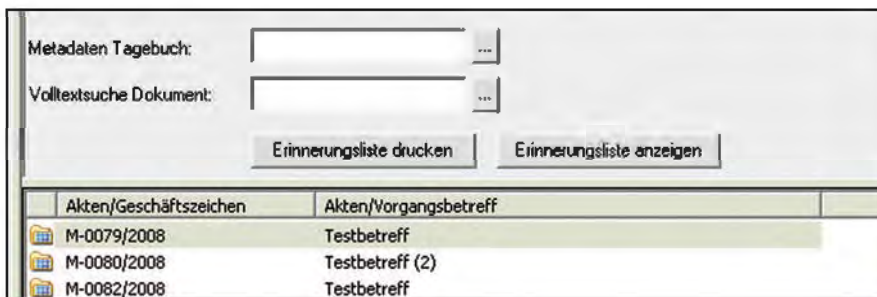 Metadaten Tagebuch: ...
Volltextsuche Dokument: ...
Erinnerungsliste drucken Erinnerungsliste anzeigen
Akten/Geschäftszeichen Akten/Vorgangsbetreff
M-0079/2008 Testbetreff
M-0080/2008 Testbetreff (2)
M-0082/2008 Testbetreff